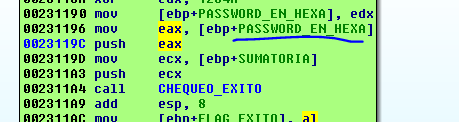 00231190 mov [ebp+PASSWORD_EN_HEXA], edx
00231196 mov eax, [ebp+PASSWORD_EN_HEXA]
0023119C push eax
0023119D mov ecx, [ebp+SUMATORIA]
002311A3 push ecx
002311A4 call CHEQUEO_EXITO
002311A9 add esp, 8
002311AC mov [ebp+FLAG_EXITO], al